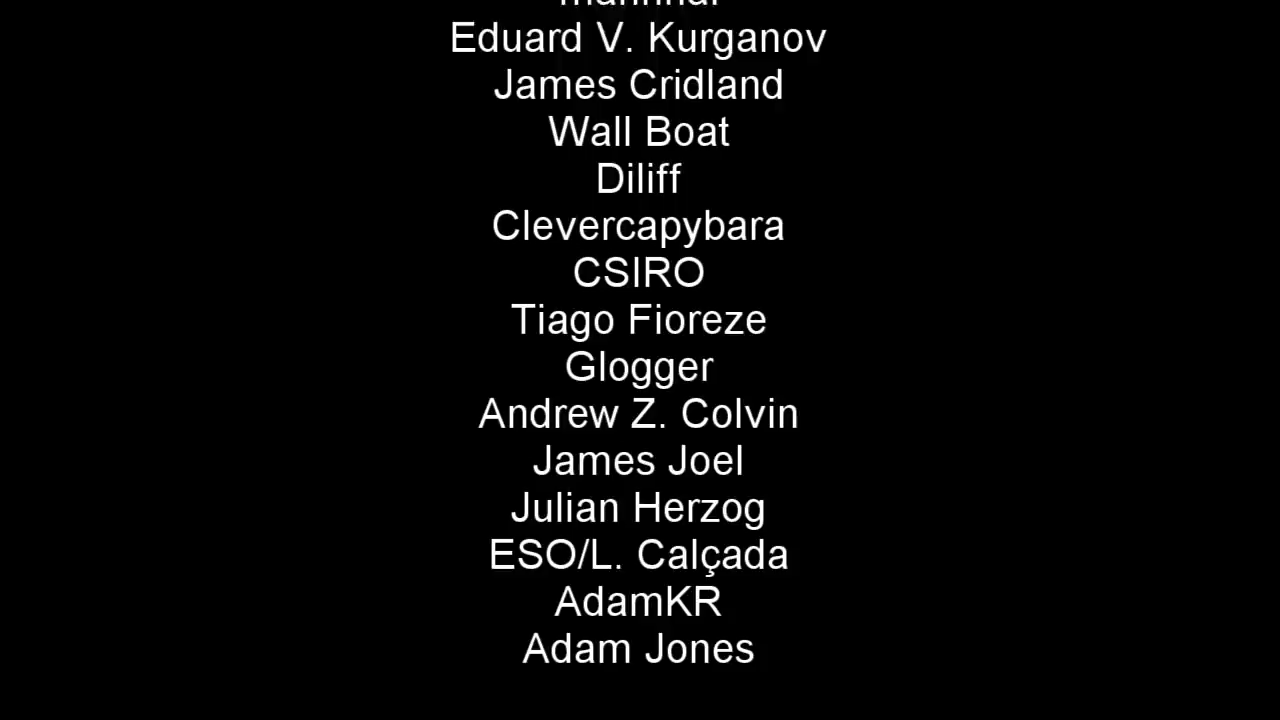 Eduard V. Kurganov
James Cridland
Wall Boat
Diliff
Clevercapybara
CSIRO
Tiago Fioreze
Glogger
Andrew Z. Colvin
James Joel
Julian Herzog
ESO/L. Calçada
AdamKR
Adam Jones